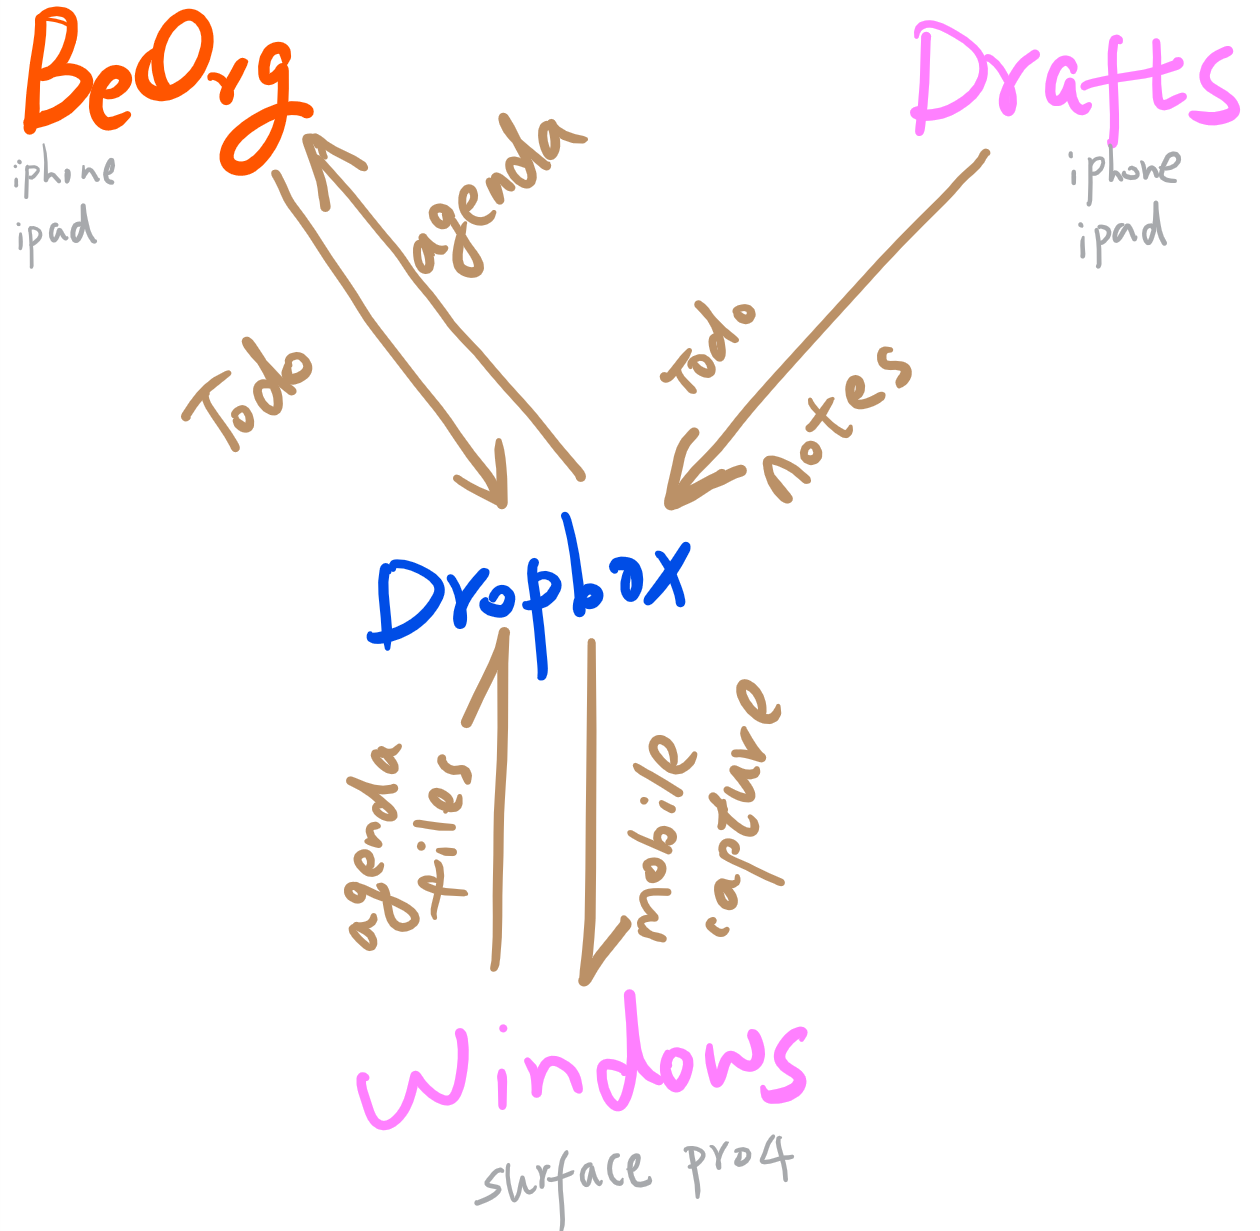 BeOrg
iphone
ipad
Drafts
iphone
ipad
agenda
Todo
Todo
notes
Dropbox
agenda
files
mobile
capture
Windows
surface pro4